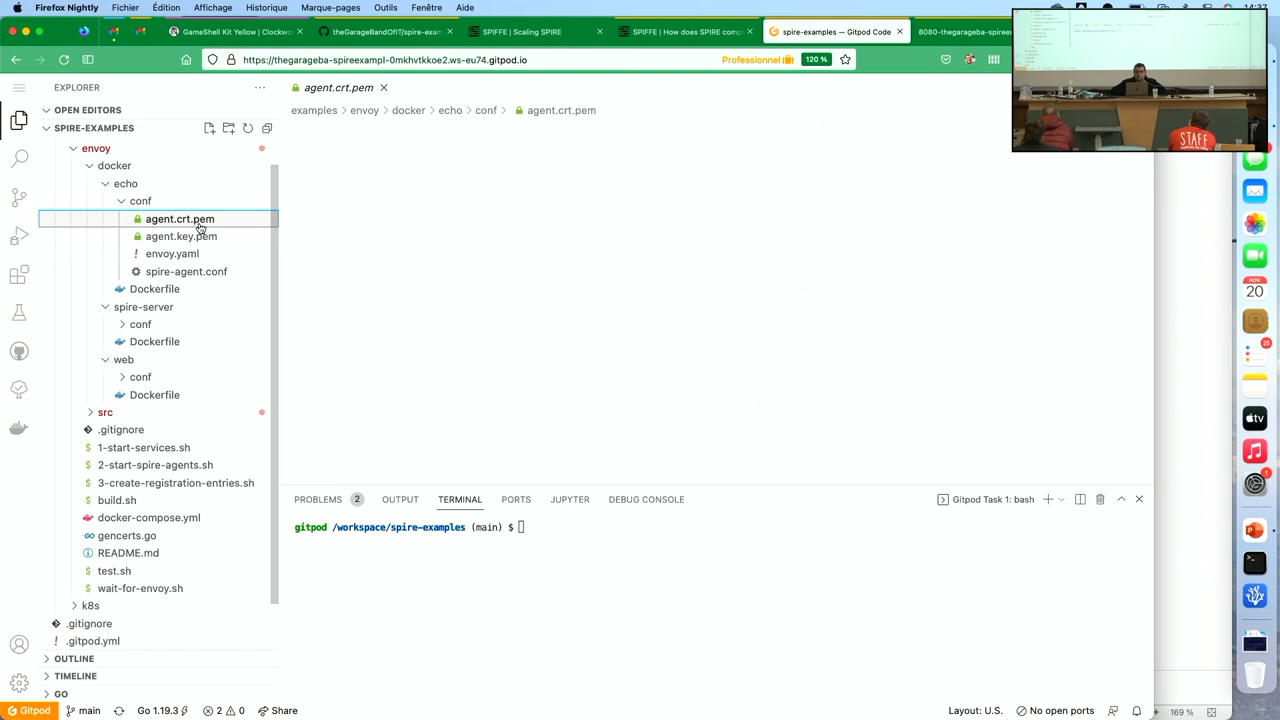 Firefox Nightly Fichier Édition Affichage Historique Marque-pages Outils Fenêtre Aide
14:37
GameShell Kit Yellow | Clockwo
theGarageBandOfIT/spire-exam
SPIFFE | Scaling SPIRE
SPIFFE | How does SPIRE comp
spire-examples — Gitpod Code
8080-thegarageba-spireex
https://thegarageba-spireexampl-0mkhvtkkoe2.ws-eu74.gitpod.io
Professionnel
120 %
EXPLORER
agent.crt.pem
OPEN EDITORS
examples > envoy > docker > echo > conf > agent.crt.pem
SPIRE-EXAMPLES
envoy
docker
echo
conf
agent.crt.pem
agent.key.pem
envoy.yaml
spire-agent.conf
Dockerfile
spire-server
conf
Dockerfile
web
conf
Dockerfile
src
.gitignore
1-start-services.sh
2-start-spire-agents.sh
3-create-registration-entries.sh
build.sh
docker-compose.yml
gencerts.go
README.md
test.sh
wait-for-envoy.sh
k8s
.gitignore
.gitpod.yml
OUTLINE
TIMELINE
GO
PROBLEMS 2 OUTPUT TERMINAL PORTS JUPYTER DEBUG CONSOLE
Gitpod Task 1: bash
gitpod /workspace/spire-examples (main) $
Gitpod main Go 1.19.3 2 0 Share
Layout: U.S. No open ports
169 %
STAFF
NOV.
20
25
tv
1